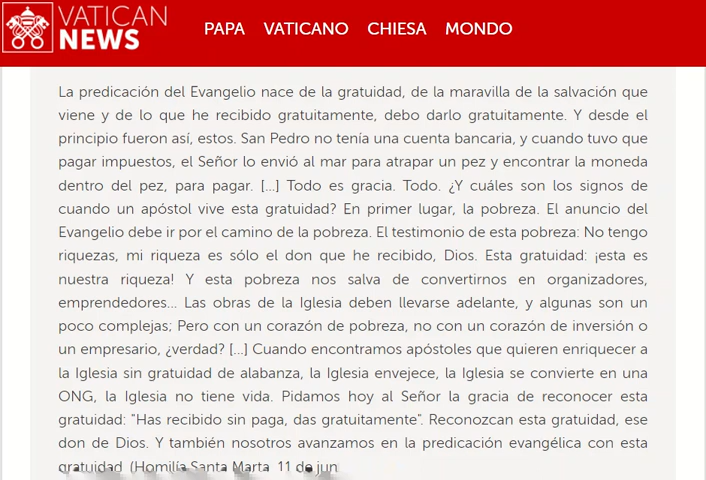 VATICAN
NEWS
PAPA VATICANO CHIESA MONDO
La predicación del Evangelio nace de la gratuidad, de la maravilla de la salvación que
viene y de lo que he recibido gratuitamente, debo darlo gratuitamente. Y desde el
principio fueron así, estos. San Pedro no tenía una cuenta bancaria, y cuando tuvo que
pagar impuestos, el Señor lo envió al mar para atrapar un pez y encontrar la moneda
dentro del pez, para pagar. [...] Todo es gracia. Todo. ¿Y cuáles son los signos de
cuando un apóstol vive esta gratuidad? En primer lugar, la pobreza. El anuncio del
Evangelio debe ir por el camino de la pobreza. El testimonio de esta pobreza: No tengo
riquezas, mi riqueza es sólo el don que he recibido, Dios. Esta gratuidad: ¡esta es
nuestra riqueza! Y esta pobreza nos salva de convertirnos en organizadores,
emprendedores... Las obras de la Iglesia deben llevarse adelante, y algunas son un
poco complejas; Pero con un corazón de pobreza, no con un corazón de inversión o
un empresario, ¿verdad? [...] Cuando encontramos apóstoles que quieren enriquecer a
la Iglesia sin gratuidad de alabanza, la Iglesia envejece, la Iglesia se convierte en una
ONG, la Iglesia no tiene vida. Pidamos hoy al Señor la gracia de reconocer esta
gratuidad: "Has recibido sin paga, das gratuitamente". Reconozcan esta gratuidad, ese
don de Dios. Y también nosotros avanzamos en la predicación evangélica con esta
gratuidad. (Homilía Santa Marta, 11 de jun